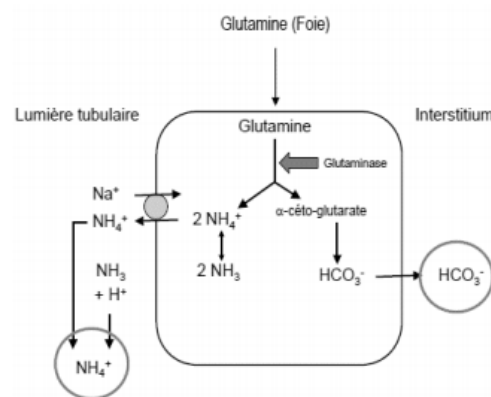 Glutamine (Foie)
Lumière tubulaire
Interstitium
Glutamine
Glutaminase
Na⁺
NH₄⁺
2 NH₄⁺
α-céto-glutarate
NH₃
+ H⁺
2 NH₃
HCO₃⁻
HCO₃⁻
NH₄⁺